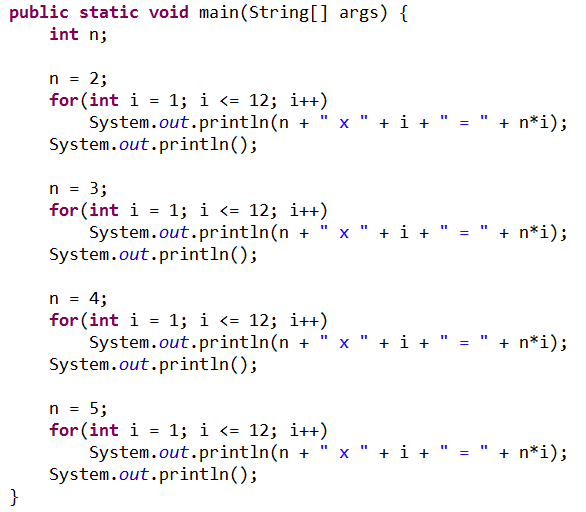 public static void main(String[] args) {
    int n;

    n = 2;
    for(int i = 1; i <= 12; i++)
        System.out.println(n + " x " + i + " = " + n*i);
    System.out.println();

    n = 3;
    for(int i = 1; i <= 12; i++)
        System.out.println(n + " x " + i + " = " + n*i);
    System.out.println();

    n = 4;
    for(int i = 1; i <= 12; i++)
        System.out.println(n + " x " + i + " = " + n*i);
    System.out.println();

    n = 5;
    for(int i = 1; i <= 12; i++)
        System.out.println(n + " x " + i + " = " + n*i);
    System.out.println();
}